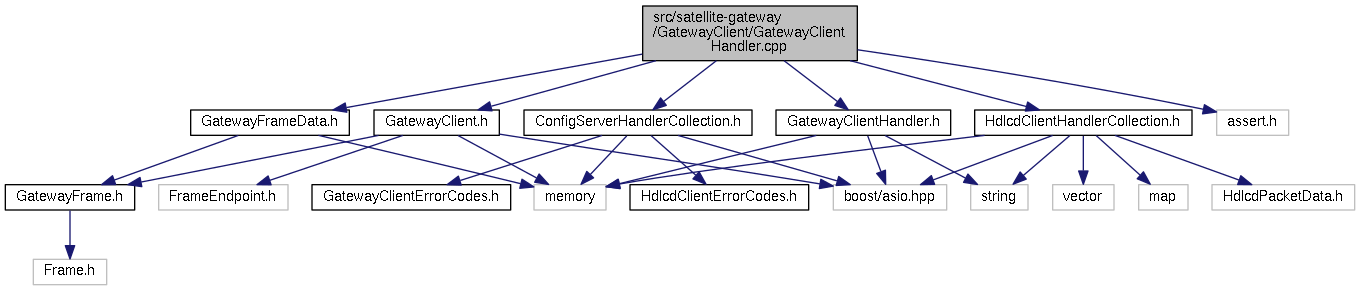 src/satellite-gateway
/GatewayClient/GatewayClient
Handler.cpp
GatewayFrameData.h
GatewayClient.h
ConfigServerHandlerCollection.h
GatewayClientHandler.h
HdlcdClientHandlerCollection.h
assert.h
GatewayFrame.h
FrameEndpoint.h
GatewayClientErrorCodes.h
memory
HdlcdClientErrorCodes.h
boost/asio.hpp
string
vector
map
HdlcdPacketData.h
Frame.h